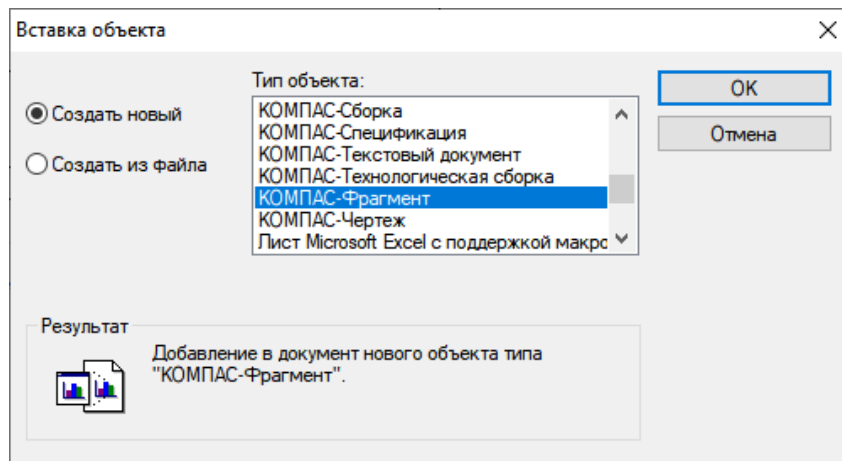 Вставка объекта
Тип объекта:
Создать новый
Создать из файла
КОМПАС-Сборка
КОМПАС-Спецификация
КОМПАС-Текстовый документ
КОМПАС-Технологическая сборка
КОМПАС-Фрагмент
КОМПАС-Чертеж
Лист Microsoft Excel с поддержкой макро
OK
Отмена
Результат
Добавление в документ нового объекта типа
"КОМПАС-Фрагмент".